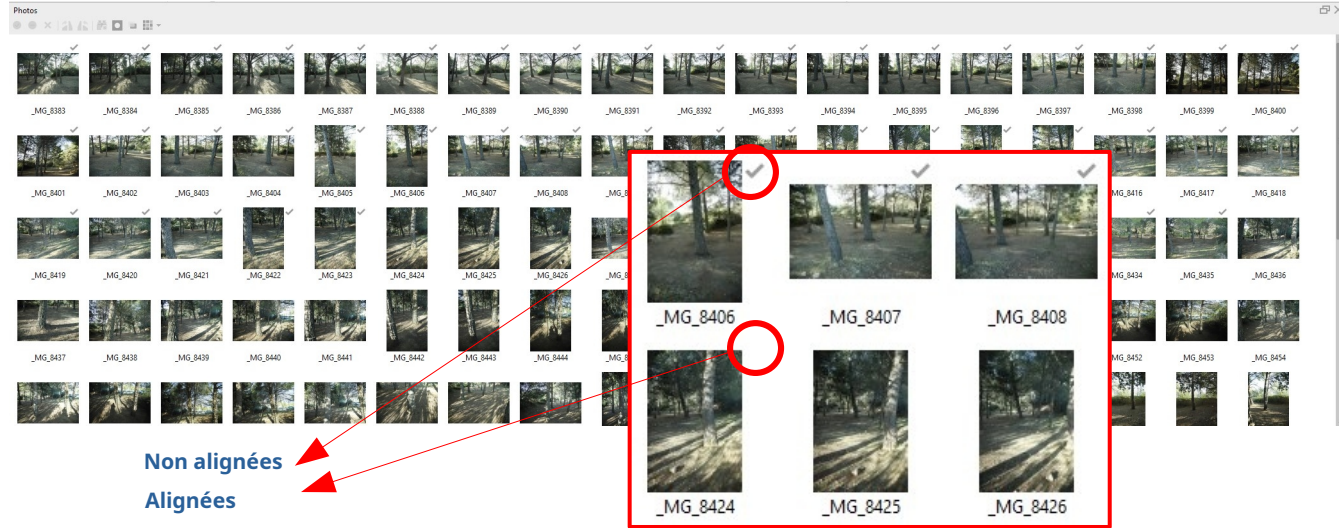 Photos
_MG_8383 _MG_8384 _MG_8385 _MG_8386 _MG_8387 _MG_8388 _MG_8389 _MG_8390 _MG_8391 _MG_8392 _MG_8393 _MG_8394 _MG_8395 _MG_8396 _MG_8397 _MG_8398 _MG_8399 _MG_8400
_MG_8401 _MG_8402 _MG_8403 _MG_8404 _MG_8405 _MG_8406 _MG_8407 _MG_8408 _MG_8416 _MG_8417 _MG_8418
_MG_8419 _MG_8420 _MG_8421 _MG_8422 _MG_8423 _MG_8424 _MG_8425 _MG_8426 _MG_8434 _MG_8435 _MG_8436
_MG_8437 _MG_8438 _MG_8439 _MG_8440 _MG_8441 _MG_8442 _MG_8443 _MG_8444 _MG_8452 _MG_8453 _MG_8454
_MG_8406 _MG_8407 _MG_8408
_MG_8424 _MG_8425 _MG_8426
Non alignées
Alignées